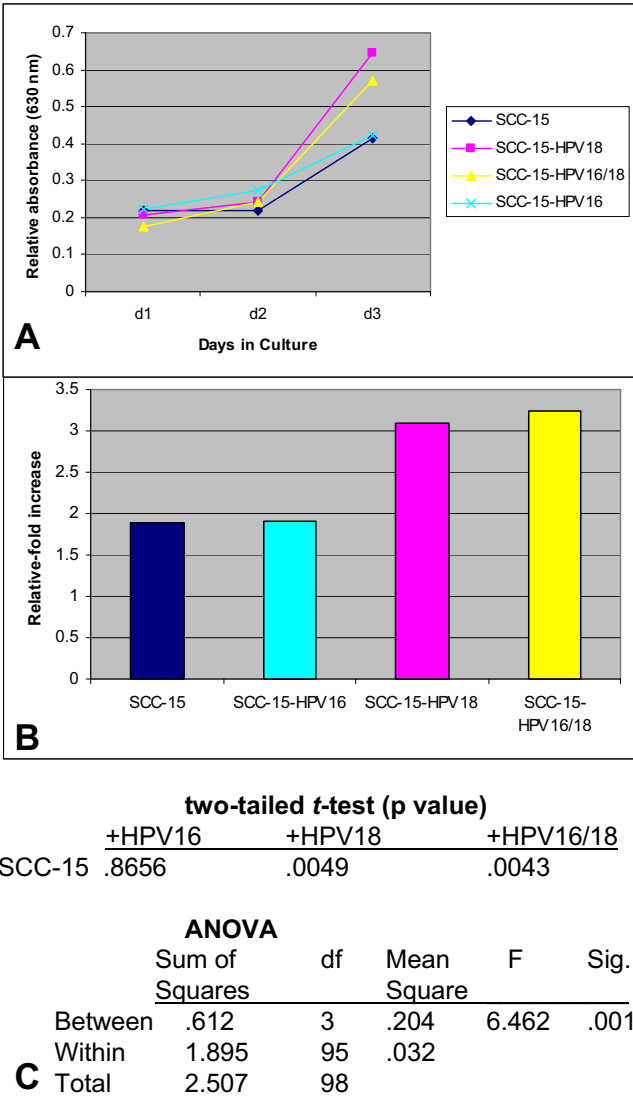 0.7
0.6
0.5
0.4
0.3
0.2
0.1
0
Relative absorbance (630 nm)
d1 d2 d3
Days in Culture
A
SCC-15
SCC-15-HPV18
SCC-15-HPV16/18
SCC-15-HPV16
3.5
3
2.5
2
1.5
1
0.5
0
Relative-fold increase
SCC-15 SCC-15-HPV16 SCC-15-HPV18 SCC-15-
HPV16/18
B
two-tailed t-test (p value)
+HPV16 +HPV18 +HPV16/18
SCC-15 .8656 .0049 .0043
ANOVA
Sum of df Mean F Sig.
Squares Square
Between .612 3 .204 6.462 .001
Within 1.895 95 .032
C Total 2.507 98